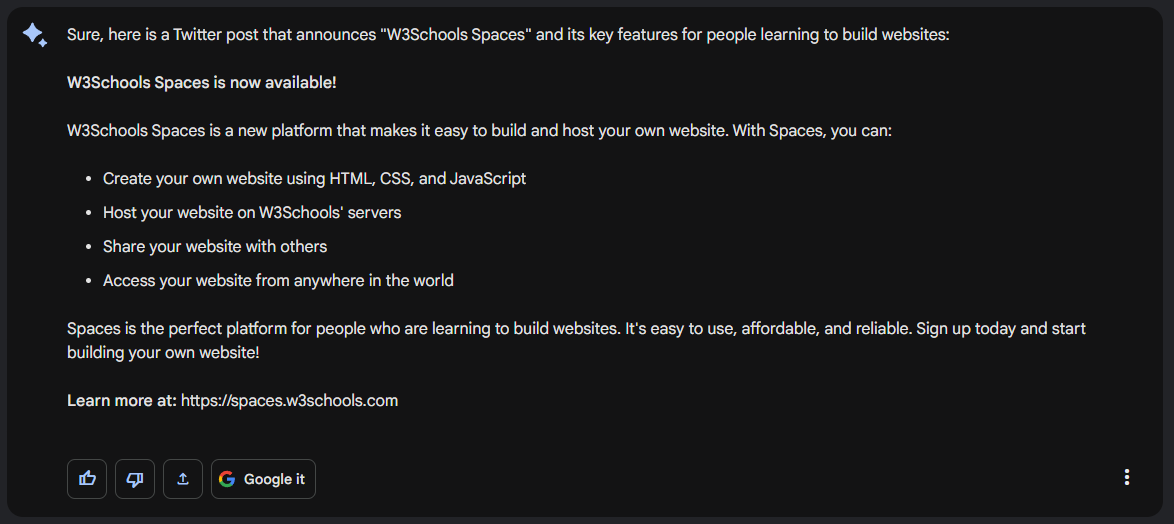 Sure, here is a Twitter post that announces "W3Schools Spaces" and its key features for people learning to build websites:
W3Schools Spaces is now available!
W3Schools Spaces is a new platform that makes it easy to build and host your own website. With Spaces, you can:
• Create your own website using HTML, CSS, and JavaScript
• Host your website on W3Schools' servers
• Share your website with others
• Access your website from anywhere in the world
Spaces is the perfect platform for people who are learning to build websites. It's easy to use, affordable, and reliable. Sign up today and start
building your own website!
Learn more at: https://spaces.w3schools.com
Google it